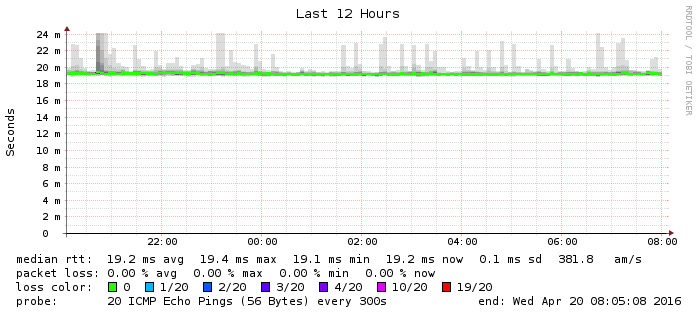 Last 12 Hours
RRDTOOL / TOBI OETIKER
Seconds
24 m
22 m
20 m
18 m
16 m
14 m
12 m
10 m
8 m
6 m
4 m
2 m
0
22:00 00:00 02:00 04:00 06:00 08:00
median rtt: 19.2 ms avg 19.4 ms max 19.1 ms min 19.2 ms now 0.1 ms sd 381.8 am/s
packet loss: 0.00 % avg 0.00 % max 0.00 % min 0.00 % now
loss color: 0 1/20 2/20 3/20 4/20 10/20 19/20
probe: 20 ICMP Echo Pings (56 Bytes) every 300s end: Wed Apr 20 08:05:08 2016